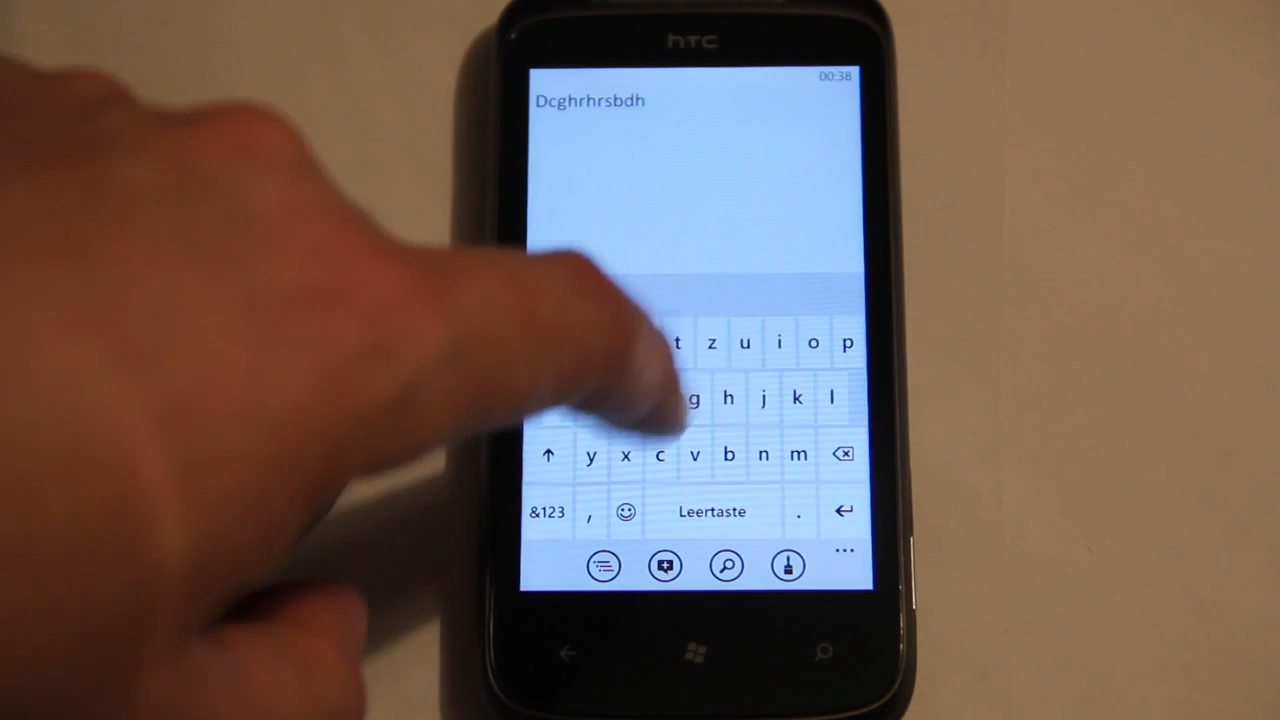 hTC
00:38
Dcghrhrsbdh
t z u i o p
g h j k l
y x c v b n m
&123 , Leertaste .
...